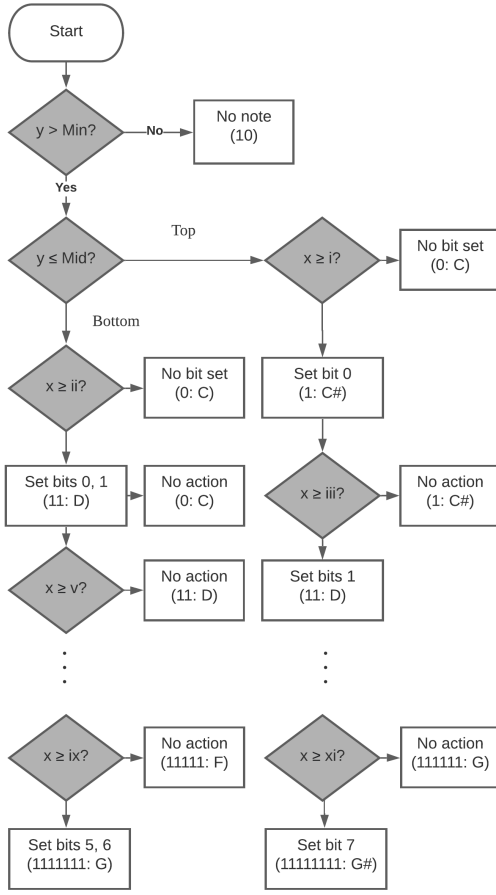 Start
y > Min?
No
No note
(10)
Yes
y ≤ Mid?
Top
x ≥ i?
No bit set
(0: C)
Bottom
x ≥ ii?
No bit set
(0: C)
Set bit 0
(1: C#)
Set bits 0, 1
(11: D)
No action
(0: C)
x ≥ iii?
No action
(1: C#)
x ≥ v?
No action
(11: D)
Set bits 1
(11: D)
x ≥ ix?
No action
(11111: F)
x ≥ xi?
No action
(111111: G)
Set bits 5, 6
(1111111: G)
Set bit 7
(11111111: G#)